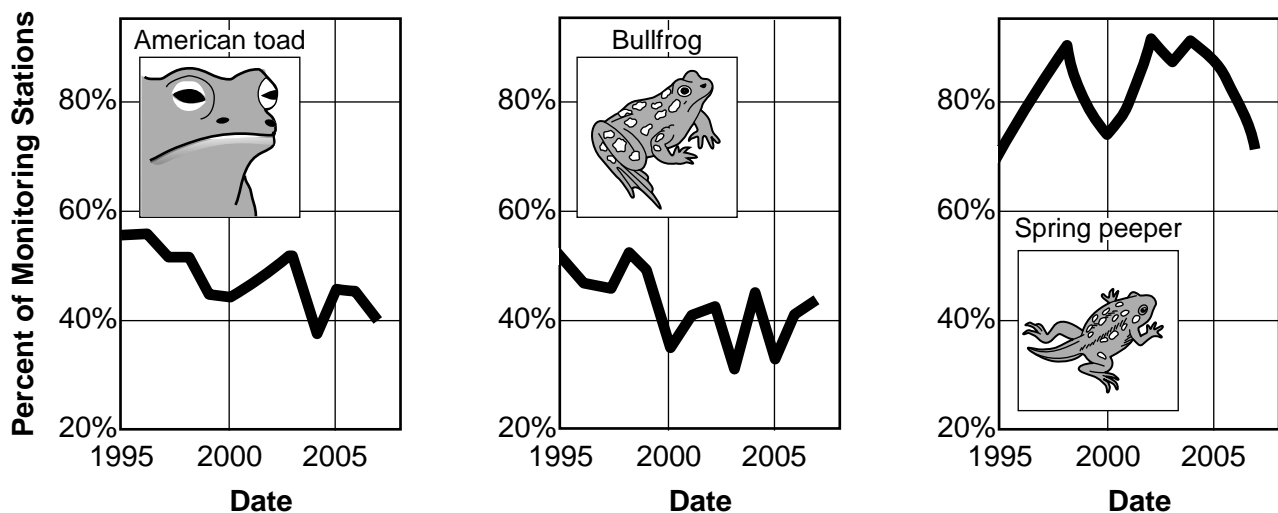 Percent of Monitoring Stations
American toad
80%
60%
40%
20%
1995 2000 2005
Date
Bullfrog
80%
60%
40%
20%
1995 2000 2005
Date
Spring peeper
80%
60%
40%
20%
1995 2000 2005
Date